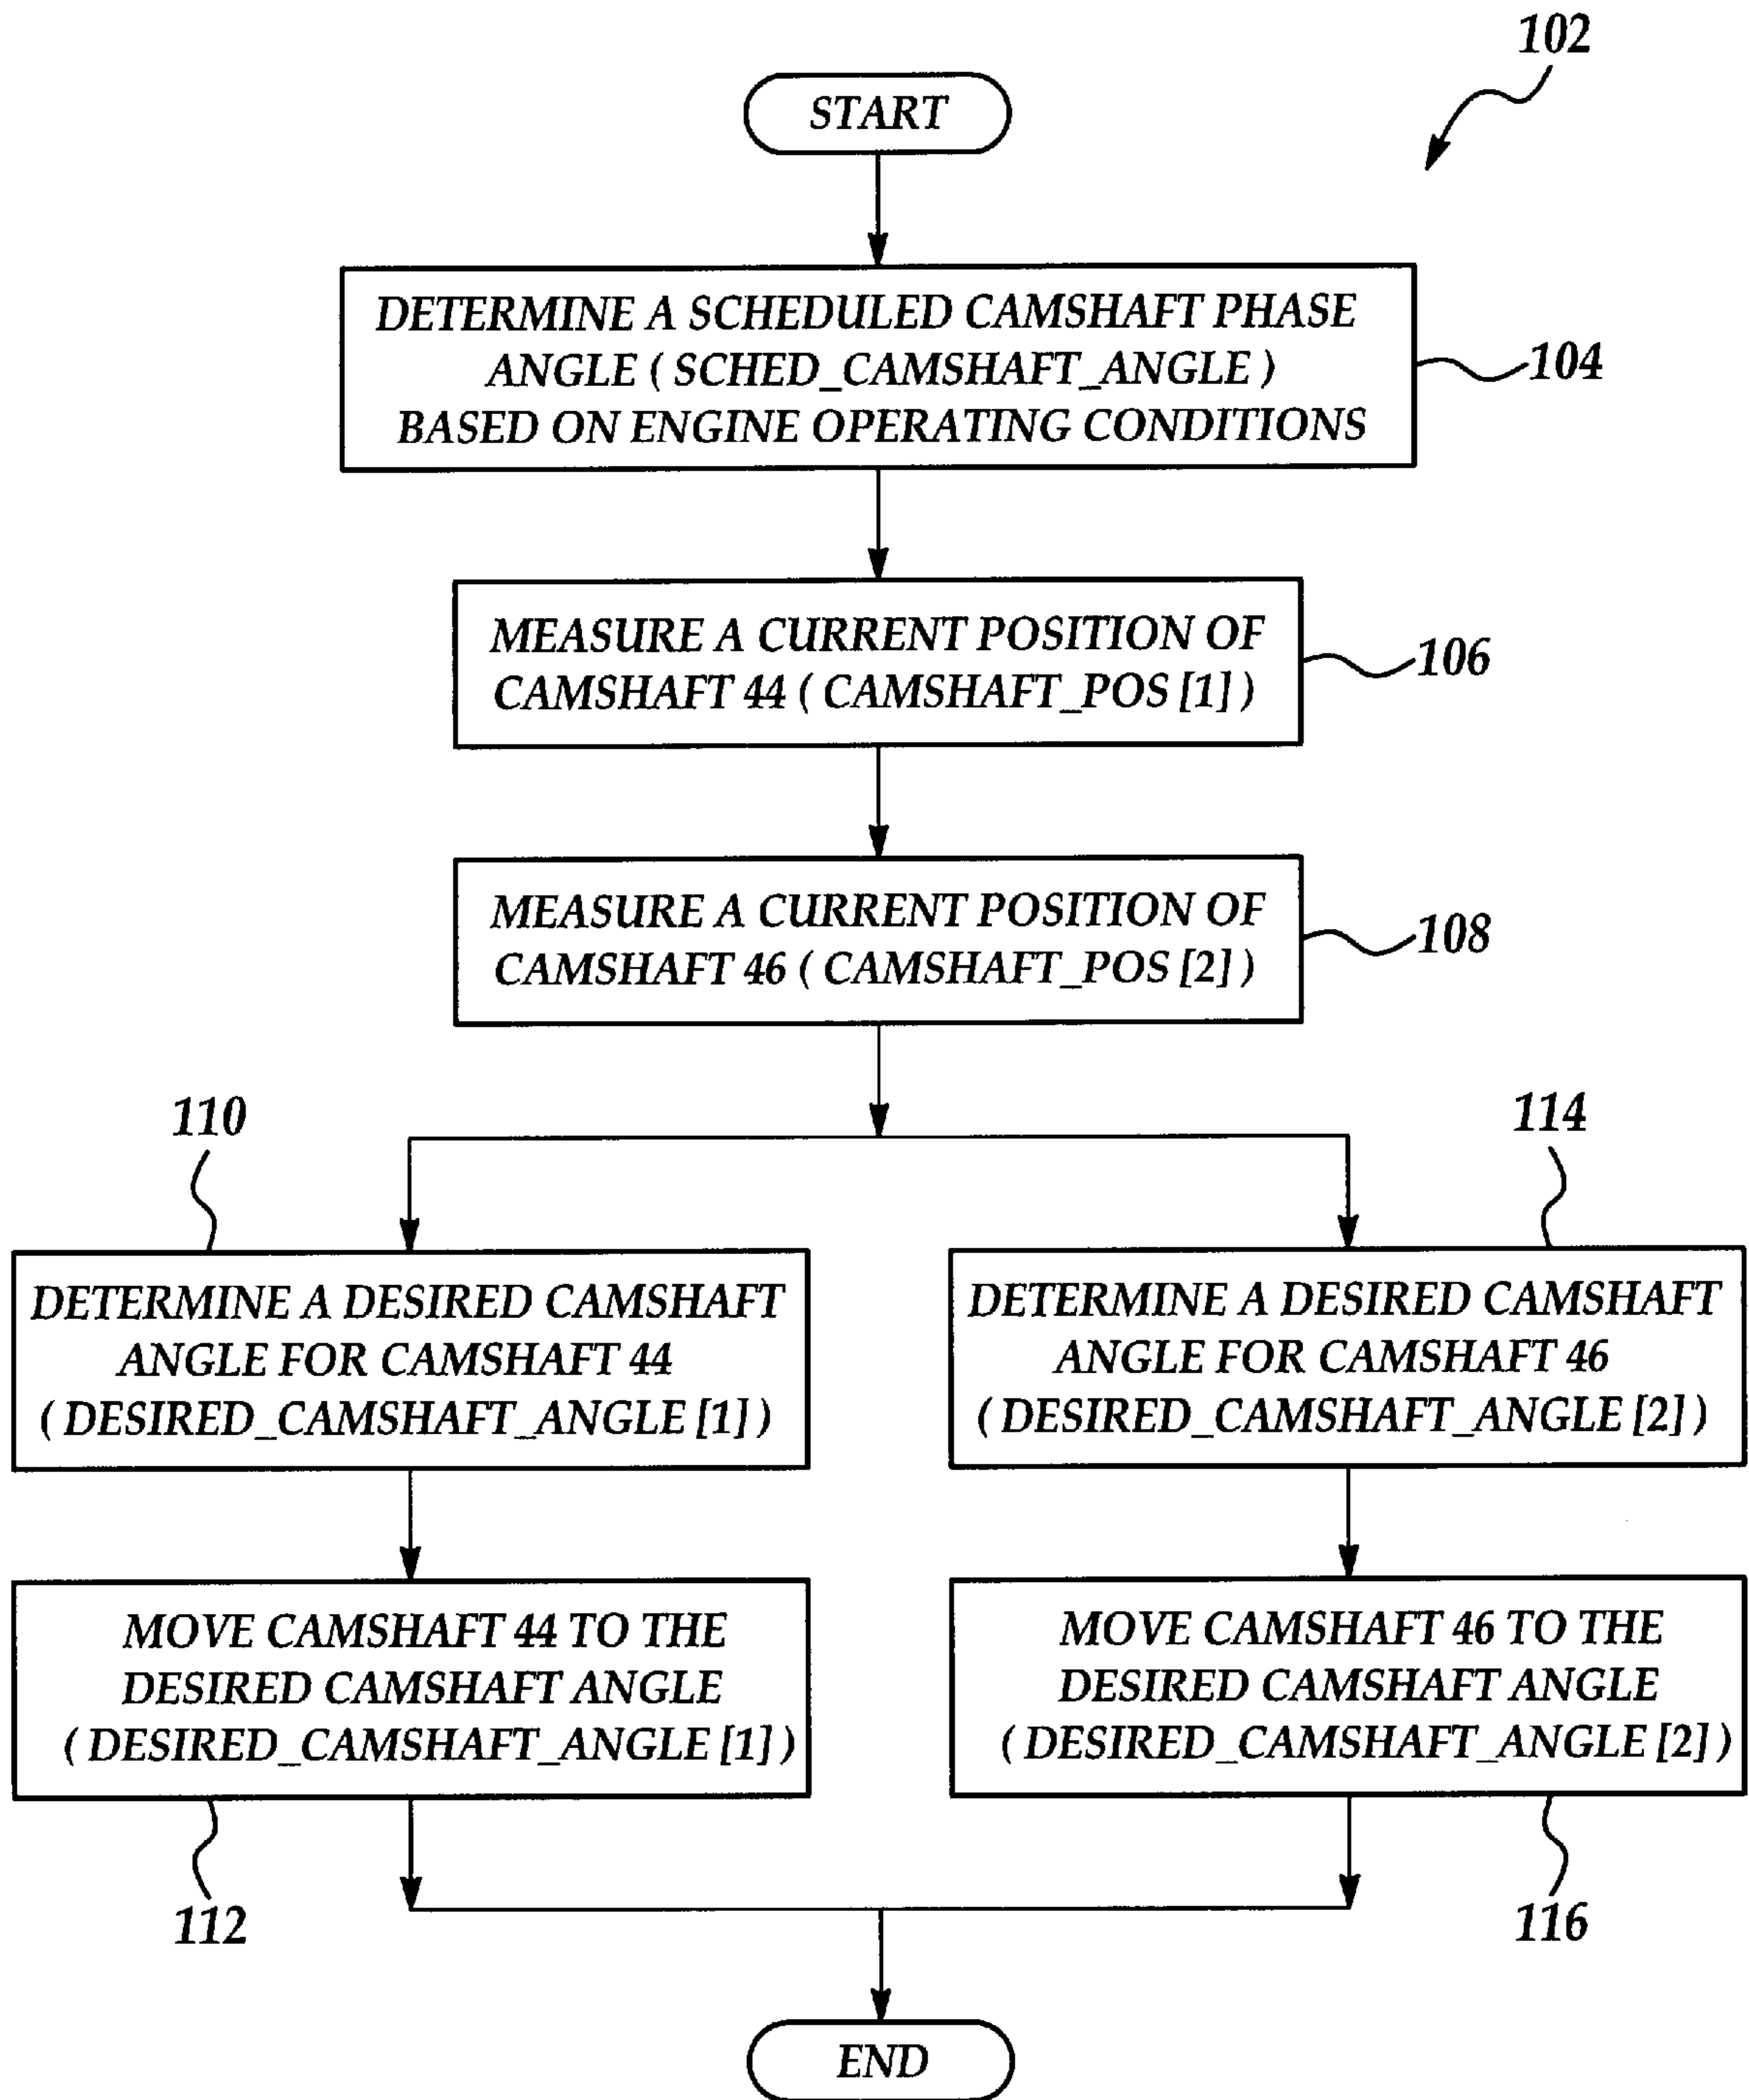 102
START
DETERMINE A SCHEDULED CAMSHAFT PHASE
ANGLE ( SCHED_CAMSHAFT_ANGLE )
BASED ON ENGINE OPERATING CONDITIONS
104
MEASURE A CURRENT POSITION OF
CAMSHAFT 44 ( CAMSHAFT_POS [1] )
106
MEASURE A CURRENT POSITION OF
CAMSHAFT 46 ( CAMSHAFT_POS [2] )
108
110
DETERMINE A DESIRED CAMSHAFT
ANGLE FOR CAMSHAFT 44
( DESIRED_CAMSHAFT_ANGLE [1] )
114
DETERMINE A DESIRED CAMSHAFT
ANGLE FOR CAMSHAFT 46
( DESIRED_CAMSHAFT_ANGLE [2] )
MOVE CAMSHAFT 44 TO THE
DESIRED CAMSHAFT ANGLE
( DESIRED_CAMSHAFT_ANGLE [1] )
112
MOVE CAMSHAFT 46 TO THE
DESIRED CAMSHAFT ANGLE
( DESIRED_CAMSHAFT_ANGLE [2] )
116
END